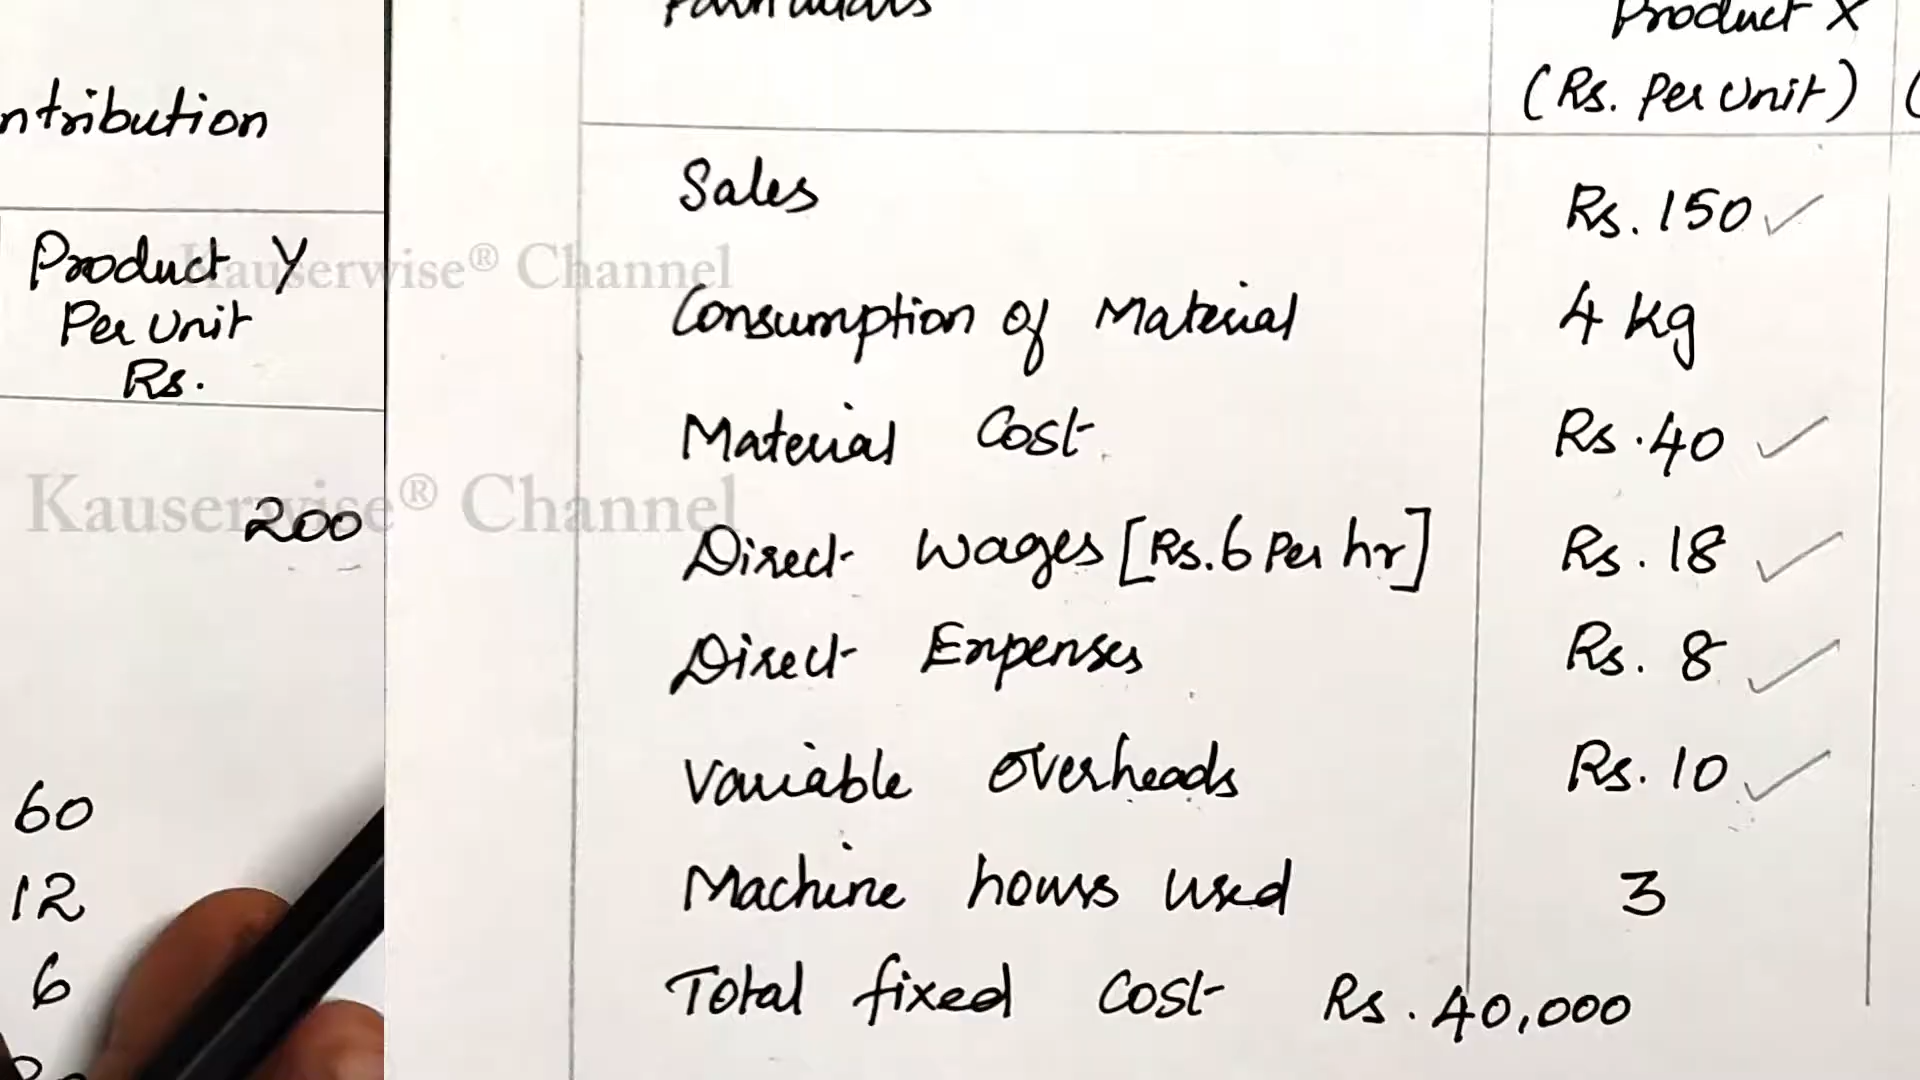 ntribution
Product Y
Per Unit
Rs.
200
60
12
6
Kauserwise® Channel
Kauserwise® Channel
Particulars
Product X
(Rs. Per Unit)
Sales Rs. 150
Consumption of Material 4 Kg
Material Cost Rs. 40
Direct Wages [Rs. 6 Per hr] Rs. 18
Direct Expenses Rs. 8
Variable Overheads Rs. 10
Machine hours used 3
Total fixed Cost Rs. 40,000